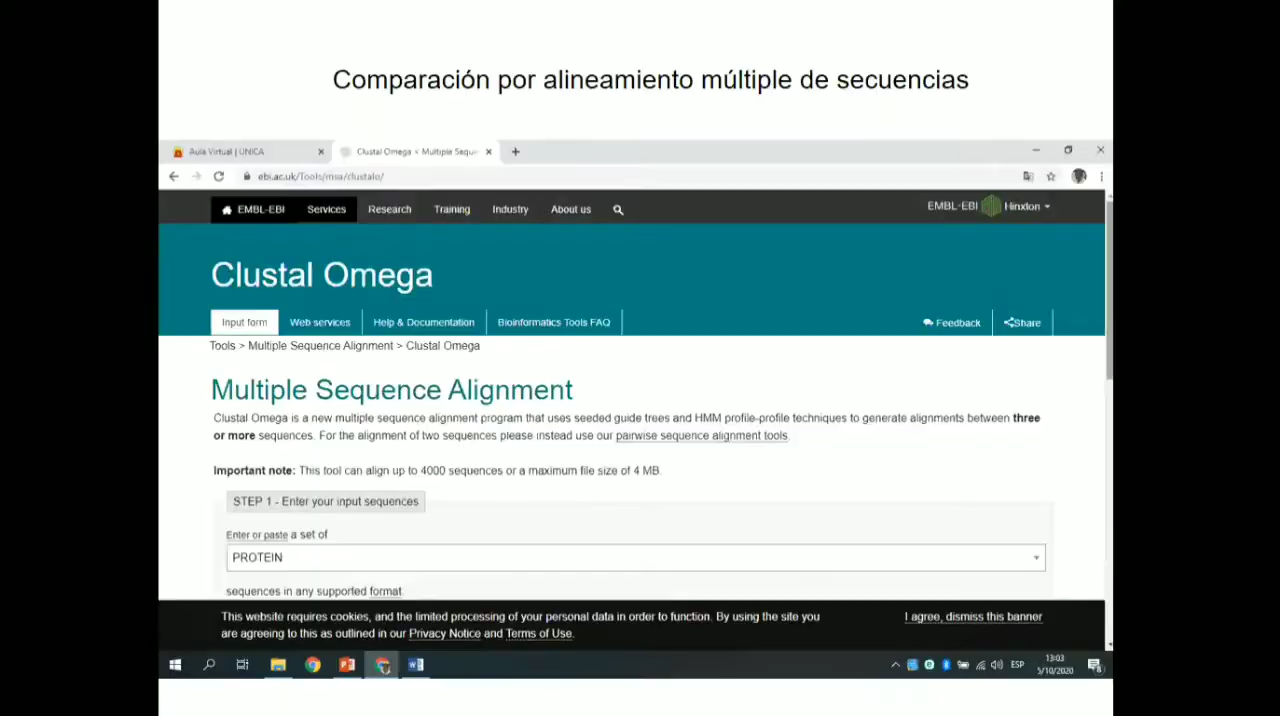 Comparación por alineamiento múltiple de secuencias
Aula Virtual | UNICA
Clustal Omega < Multiple Sequ
ebi.ac.uk/Tools/msa/clustalo/
EMBL-EBI Services Research Training Industry About us
EMBL-EBI Hinxton
Clustal Omega
Input form Web services Help & Documentation Bioinformatics Tools FAQ Feedback Share
Tools > Multiple Sequence Alignment > Clustal Omega
Multiple Sequence Alignment
Clustal Omega is a new multiple sequence alignment program that uses seeded guide trees and HMM profile-profile techniques to generate alignments between three
or more sequences. For the alignment of two sequences please instead use our pairwise sequence alignment tools.
Important note: This tool can align up to 4000 sequences or a maximum file size of 4 MB.
STEP 1 - Enter your input sequences
Enter or paste a set of
PROTEIN
sequences in any supported format
This website requires cookies, and the limited processing of your personal data in order to function. By using the site you
are agreeing to this as outlined in our Privacy Notice and Terms of Use.
I agree, dismiss this banner
ESP
13:03
5/10/2020